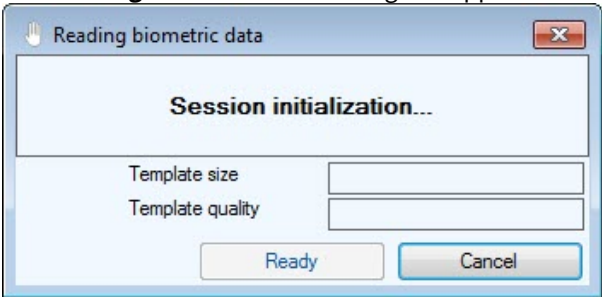 Reading biometric data
Session initialization...
Template size
Template quality
Ready Cancel